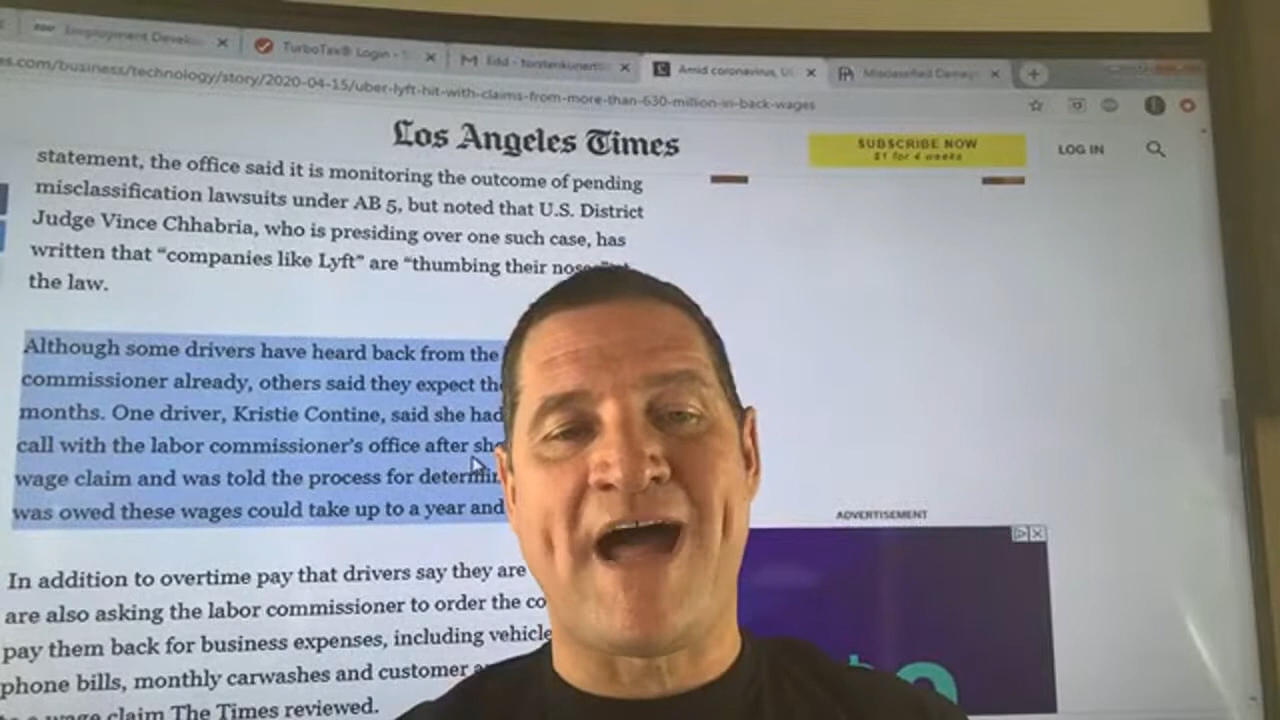 Employment Develo
TurboTax® Login -
Edd - torstenkunert
Amid coronavirus, U
Misclassified Damag
es.com/business/technology/story/2020-04-15/uber-lyft-hit-with-claims-from-more-than-630-million-in-back-wages
Los Angeles Times
SUBSCRIBE NOW
$1 for 4 weeks
LOG IN
statement, the office said it is monitoring the outcome of pending
misclassification lawsuits under AB 5, but noted that U.S. District
Judge Vince Chhabria, who is presiding over one such case, has
written that “companies like Lyft” are “thumbing their nose
the law.
Although some drivers have heard back from the
commissioner already, others said they expect the
months. One driver, Kristie Contine, said she had
call with the labor commissioner’s office after she
wage claim and was told the process for determin
was owed these wages could take up to a year and
ADVERTISEMENT
In addition to overtime pay that drivers say they are
are also asking the labor commissioner to order the co
pay them back for business expenses, including vehicle
phone bills, monthly carwashes and customer
wage claim The Times reviewed.